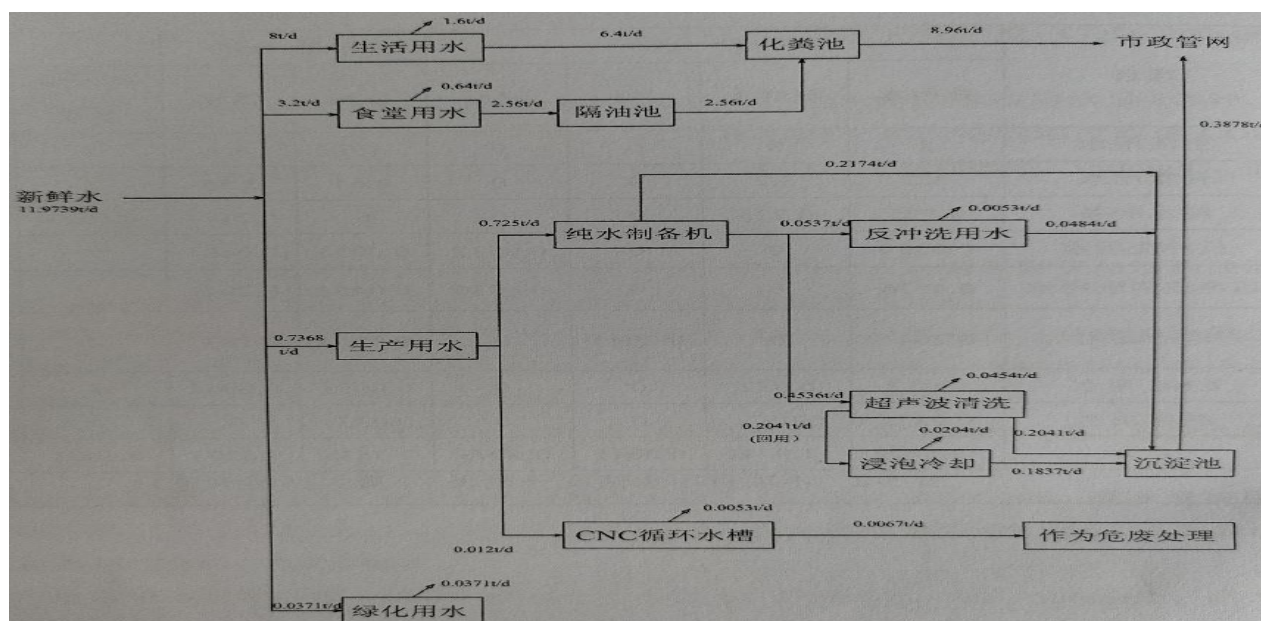 1.6t/d
8t/d
生活用水
6.4t/d
化粪池
8.96t/d
市政管网
0.64t/d
3.2t/d
食堂用水
2.56t/d
隔油池
2.56t/d
0.3878t/d
0.2174t/d
新鲜水
11.9739t/d
0.725t/d
纯水制备机
0.0537t/d
0.0053t/d
反冲洗用水
0.0484t/d
0.7368
t/d
生产用水
0.0454t/d
0.4536t/d
超声波清洗
0.2041t/d
(回用)
0.0204t/d
0.2041t/d
浸泡冷却
0.1837t/d
沉淀池
0.0053t/d
0.012t/d
CNC循环水槽
0.0067t/d
作为危废处理
0.0371t/d
0.0371t/d
绿化用水